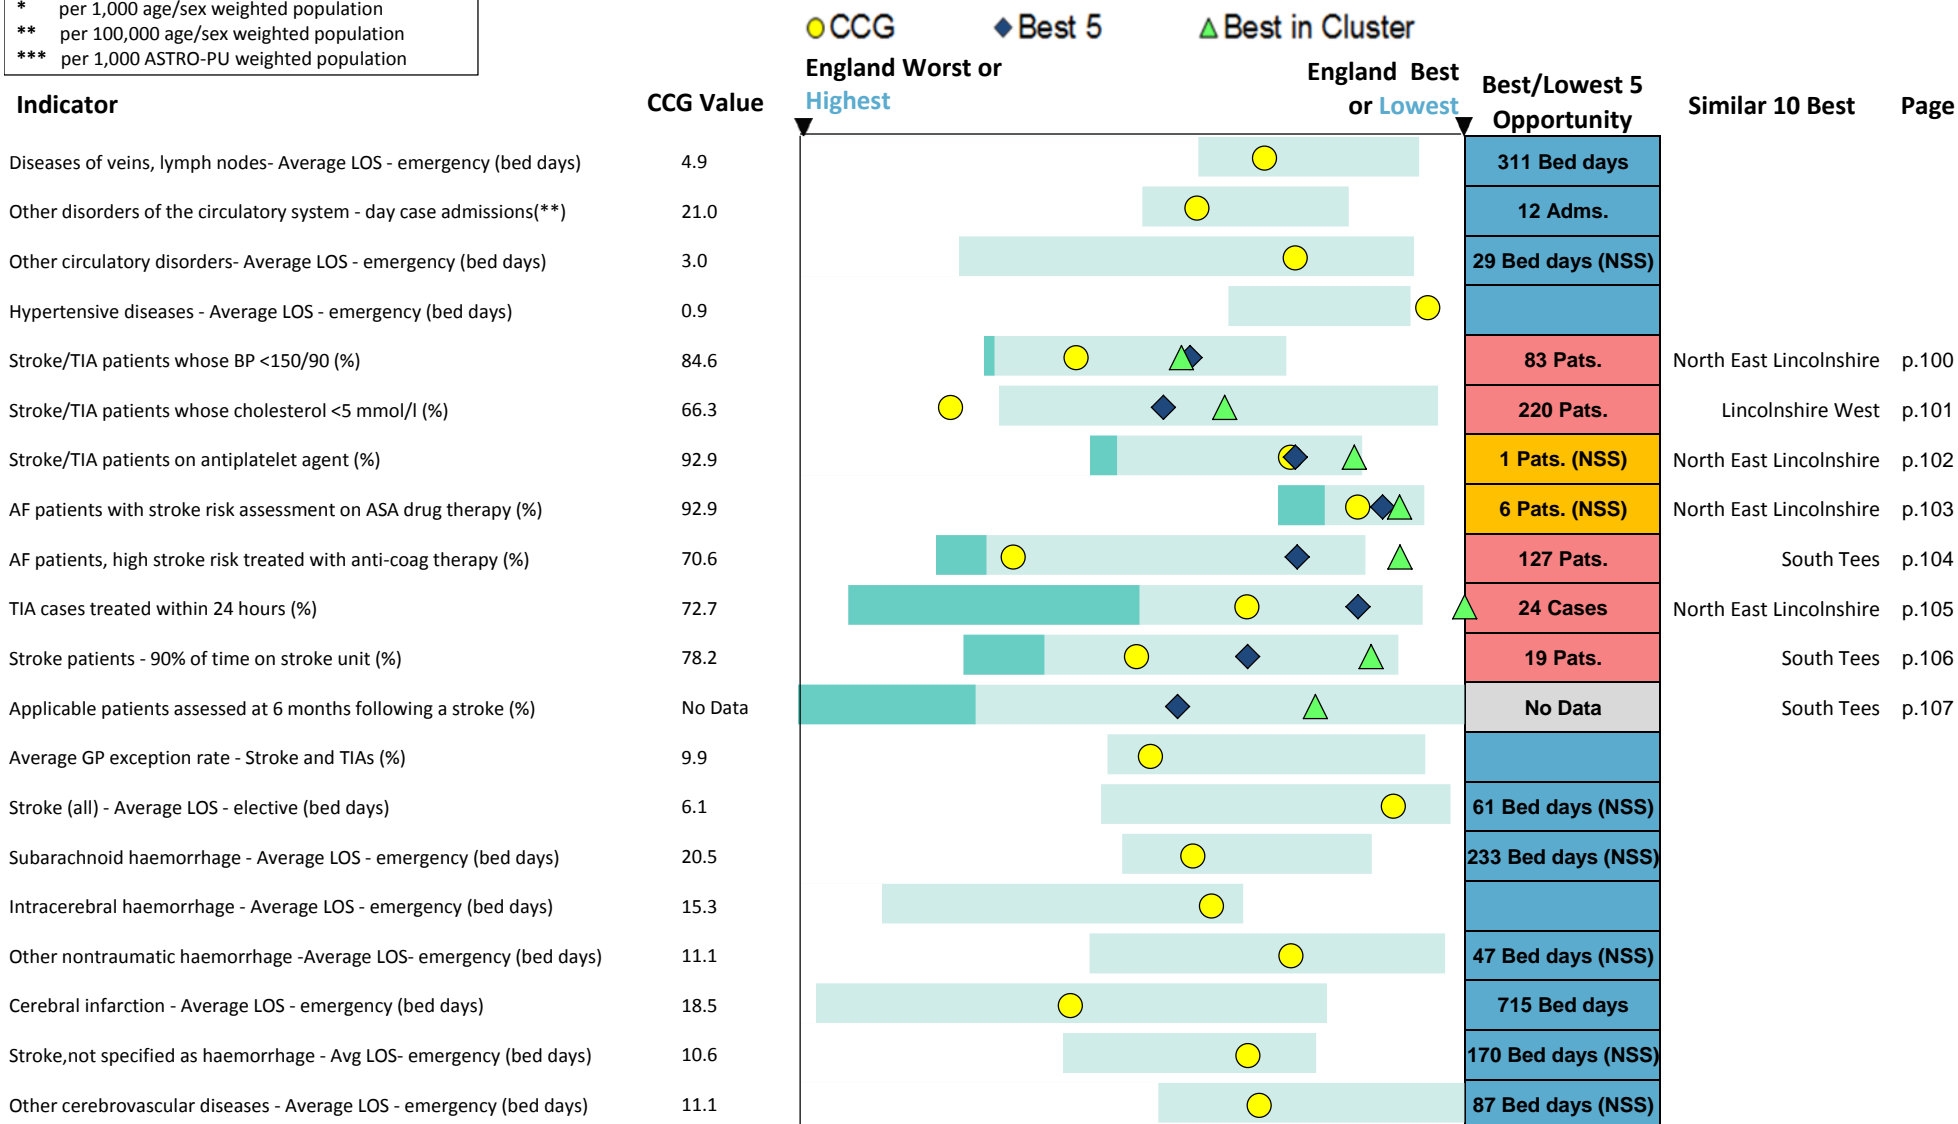 * per 1,000 age/sex weighted population
** per 100,000 age/sex weighted population
*** per 1,000 ASTRO-PU weighted population
CCG Best 5 Best in Cluster
England Worst or Highest
England Best or Lowest
Indicator CCG Value Best/Lowest 5 Opportunity Similar 10 Best Page
Diseases of veins, lymph nodes- Average LOS - emergency (bed days) 4.9 311 Bed days
Other disorders of the circulatory system - day case admissions(**) 21.0 12 Adms.
Other circulatory disorders- Average LOS - emergency (bed days) 3.0 29 Bed days (NSS)
Hypertensive diseases - Average LOS - emergency (bed days) 0.9
Stroke/TIA patients whose BP <150/90 (%) 84.6 83 Pats. North East Lincolnshire p.100
Stroke/TIA patients whose cholesterol <5 mmol/l (%) 66.3 220 Pats. Lincolnshire West p.101
Stroke/TIA patients on antiplatelet agent (%) 92.9 1 Pats. (NSS) North East Lincolnshire p.102
AF patients with stroke risk assessment on ASA drug therapy (%) 92.9 6 Pats. (NSS) North East Lincolnshire p.103
AF patients, high stroke risk treated with anti-coag therapy (%) 70.6 127 Pats. South Tees p.104
TIA cases treated within 24 hours (%) 72.7 24 Cases North East Lincolnshire p.105
Stroke patients - 90% of time on stroke unit (%) 78.2 19 Pats. South Tees p.106
Applicable patients assessed at 6 months following a stroke (%) No Data No Data South Tees p.107
Average GP exception rate - Stroke and TIAs (%) 9.9
Stroke (all) - Average LOS - elective (bed days) 6.1 61 Bed days (NSS)
Subarachnoid haemorrhage - Average LOS - emergency (bed days) 20.5 233 Bed days (NSS)
Intracerebral haemorrhage - Average LOS - emergency (bed days) 15.3
Other nontraumatic haemorrhage -Average LOS- emergency (bed days) 11.1 47 Bed days (NSS)
Cerebral infarction - Average LOS - emergency (bed days) 18.5 715 Bed days
Stroke,not specified as haemorrhage - Avg LOS- emergency (bed days) 10.6 170 Bed days (NSS)
Other cerebrovascular diseases - Average LOS - emergency (bed days) 11.1 87 Bed days (NSS)